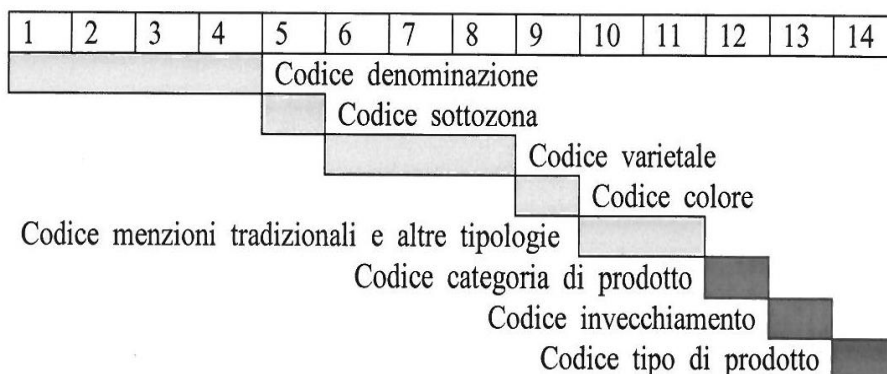 1 2 3 4 5 6 7 8 9 10 11 12 13 14
Codice denominazione
Codice sottozona
Codice varietale
Codice colore
Codice menzioni tradizionali e altre tipologie
Codice categoria di prodotto
Codice invecchiamento
Codice tipo di prodotto